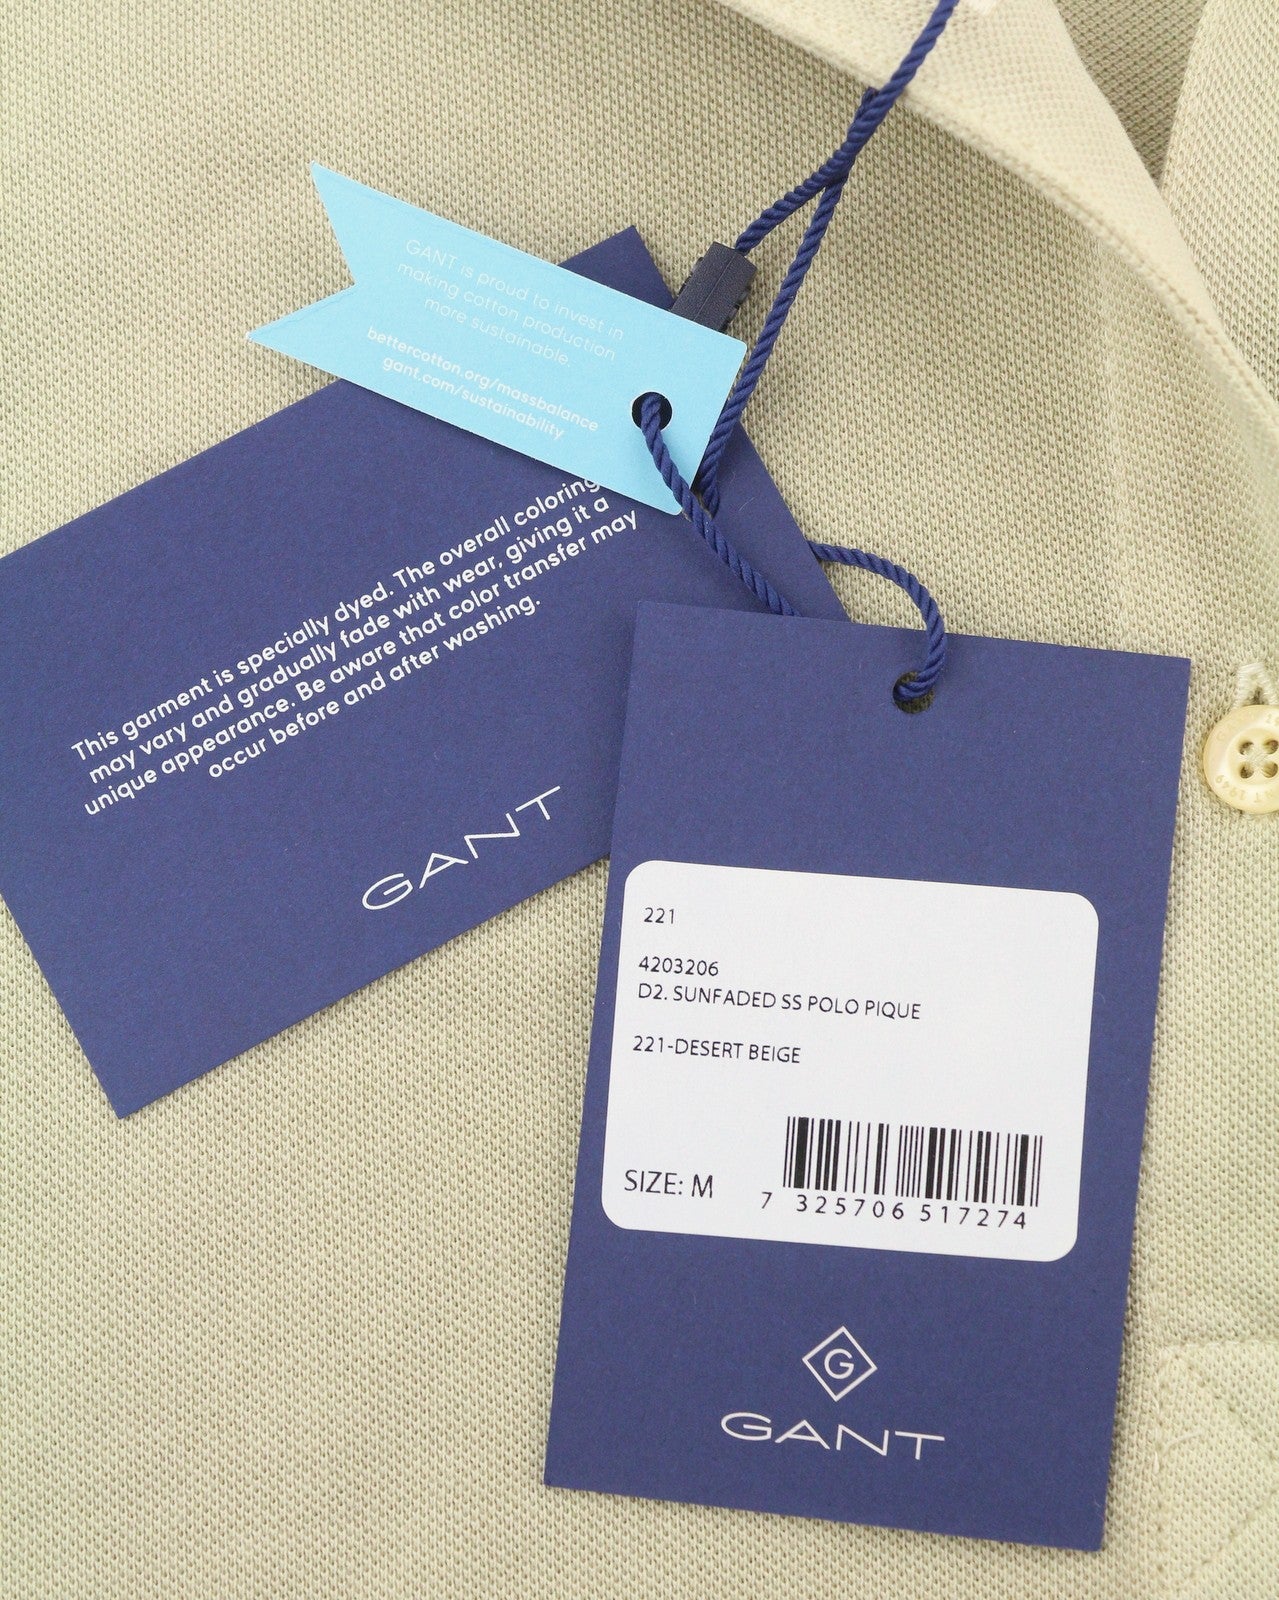 GANT is proud to invest in
making cotton production
more sustainable.
bettercotton.org/massbalance
gant.com/sustainability
This garment is specially dyed. The overall coloring
may vary and gradually fade with wear, giving it a
unique appearance. Be aware that color transfer may
occur before and after washing.
GANT
221
4203206
D2. SUNFADED SS POLO PIQUE
221-DESERT BEIGE
SIZE: M
7 325706 517274
G
GANT